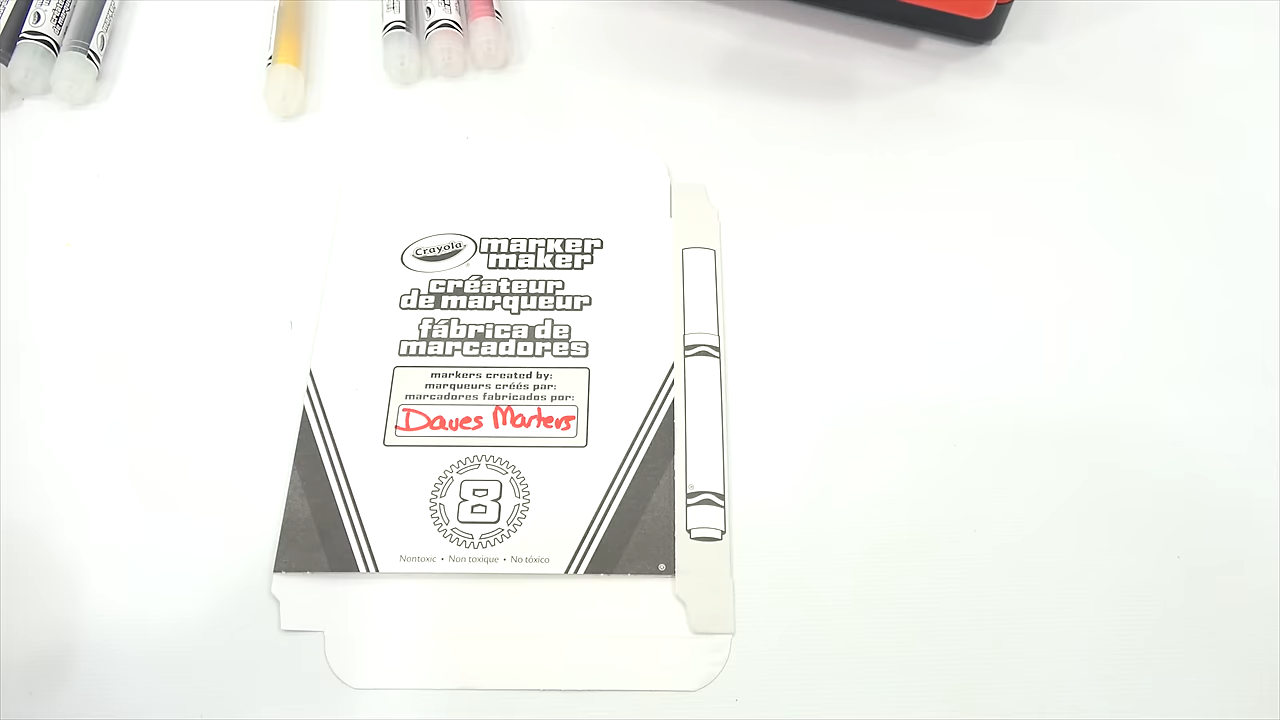 Crayola
marker
maker
créateur
de marqueur
fábrica de
marcadores
markers created by:
marqueurs créés par:
marcadores fabricados por:
Daves Markers
8
Nontoxic • Non toxique • No tóxico